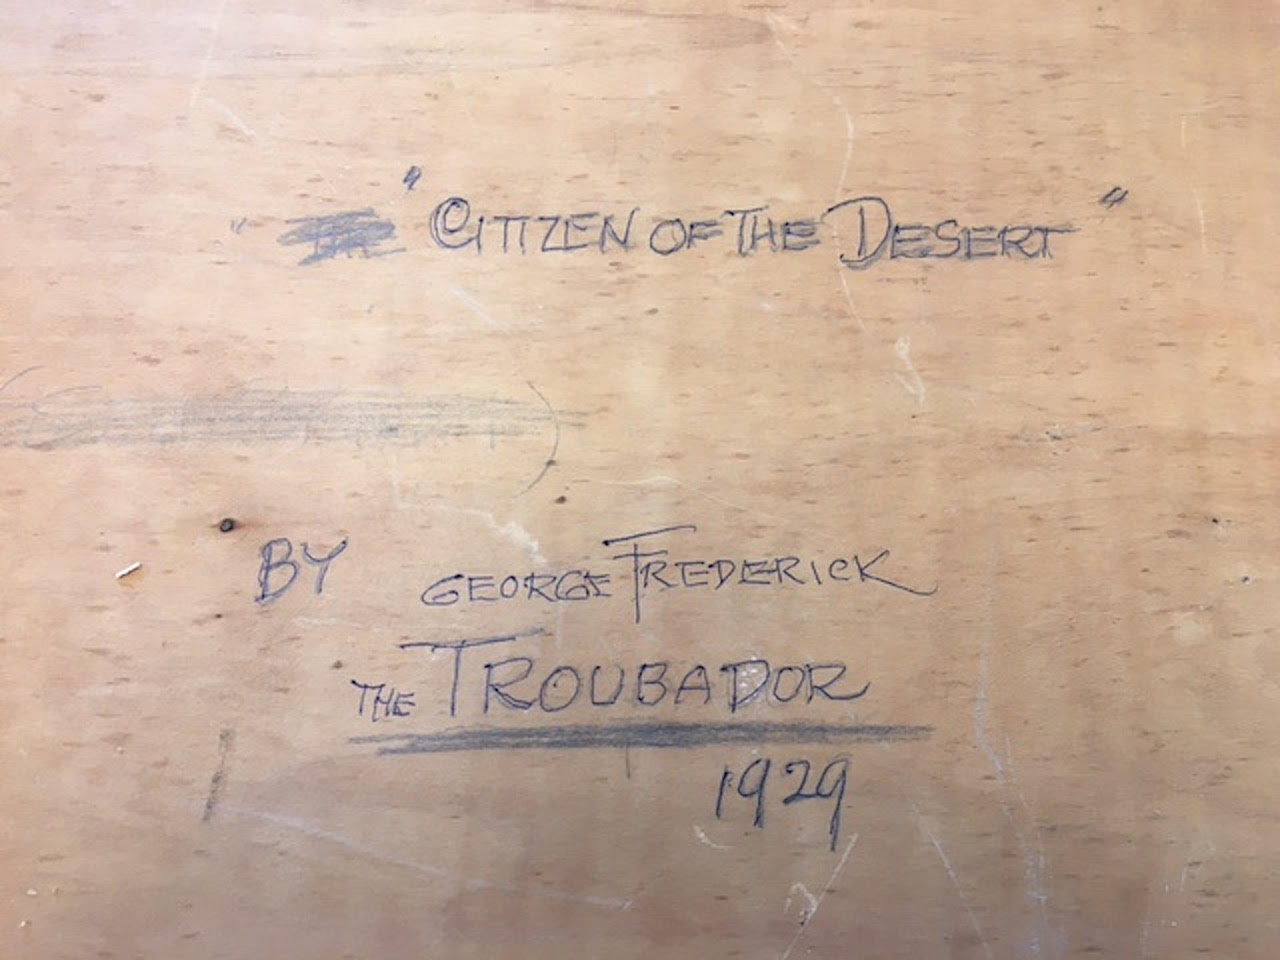 "CITIZEN OF THE DESERT"
BY GEORGE FREDERICK
THE TROUBADOR
1929